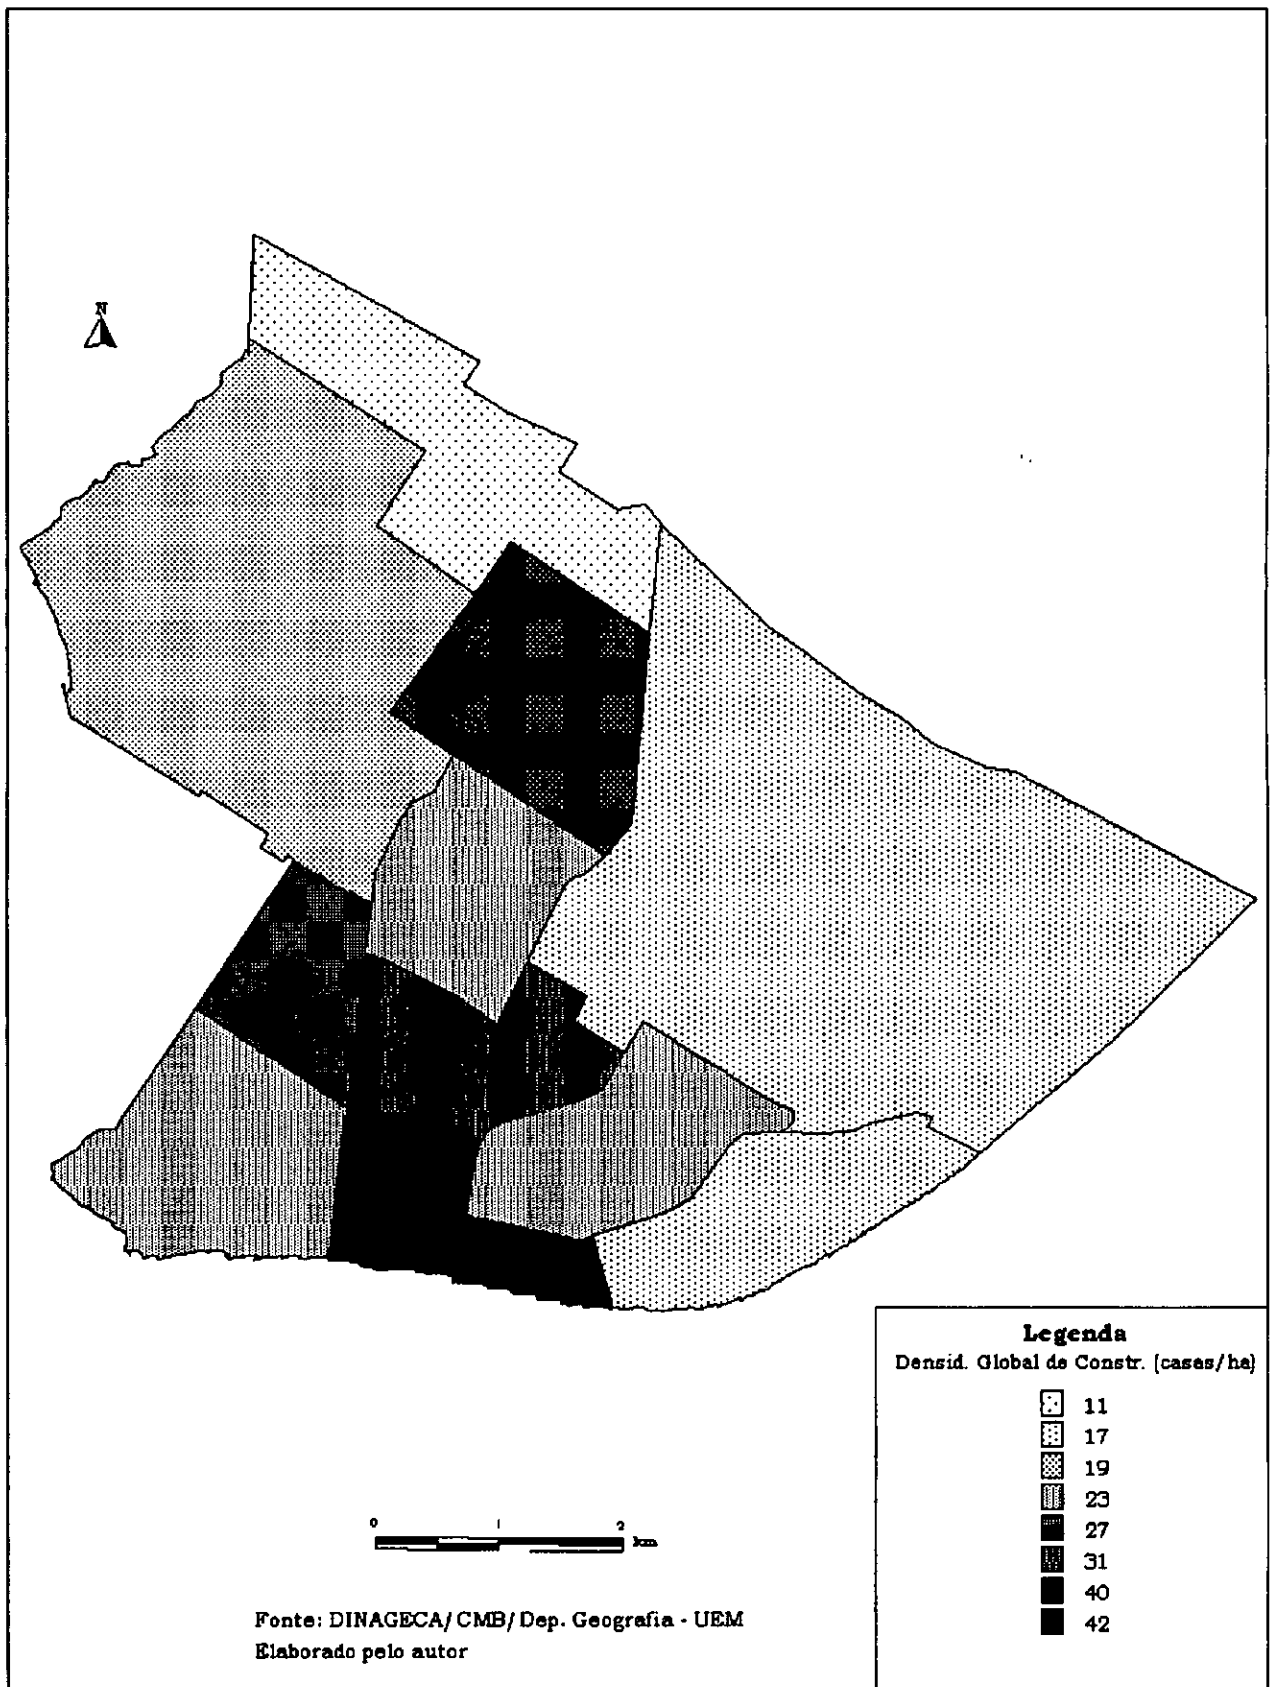 N
Legenda
Densid. Global de Constr. (casas/ha)
11
17
19
23
27
31
40
42
0 1 2 km
Fonte: DINAGECA/CMB/Dep. Geografia - UEM
Elaborado pelo autor